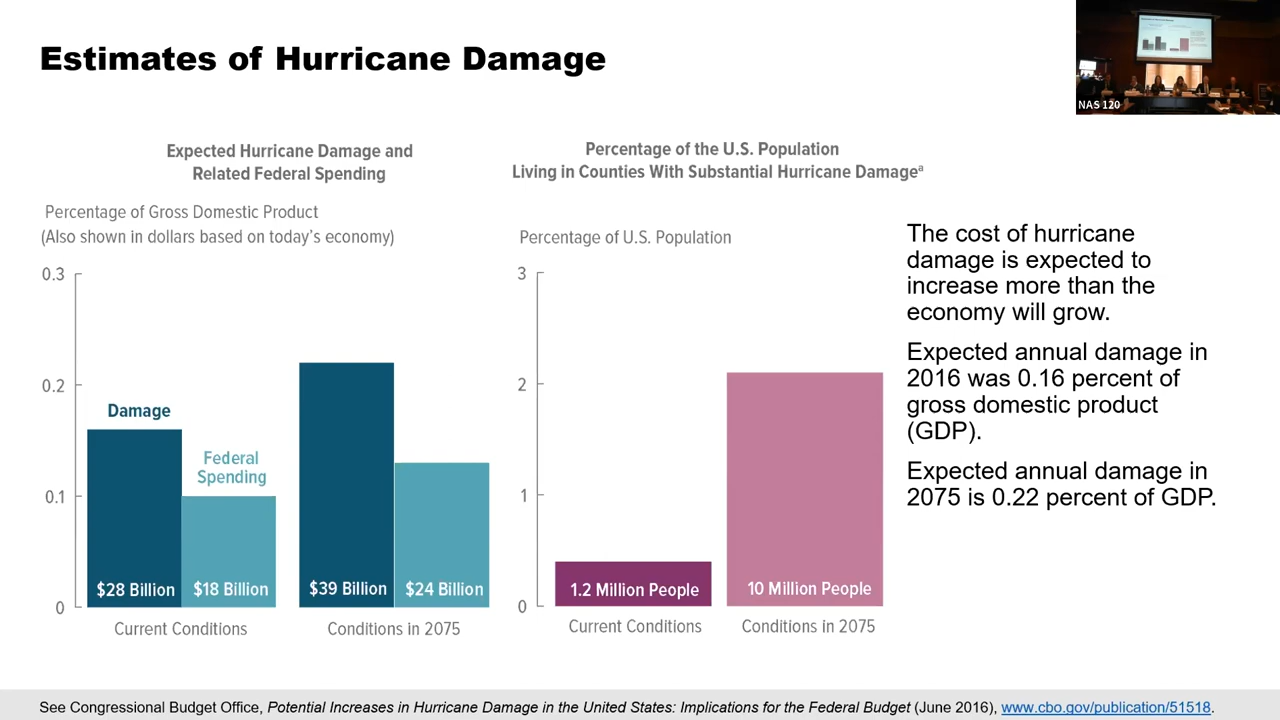 Estimates of Hurricane Damage
NAS 120
Expected Hurricane Damage and
Related Federal Spending
Percentage of Gross Domestic Product
(Also shown in dollars based on today's economy)
0.3
0.2
0.1
0
Damage
Federal
Spending
$28 Billion
$18 Billion
$39 Billion
$24 Billion
Current Conditions
Conditions in 2075
Percentage of the U.S. Population
Living in Counties With Substantial Hurricane Damageª
Percentage of U.S. Population
3
2
1
0
1.2 Million People
10 Million People
Current Conditions
Conditions in 2075
The cost of hurricane
damage is expected to
increase more than the
economy will grow.
Expected annual damage in
2016 was 0.16 percent of
gross domestic product
(GDP).
Expected annual damage in
2075 is 0.22 percent of GDP.
See Congressional Budget Office, Potential Increases in Hurricane Damage in the United States: Implications for the Federal Budget (June 2016), www.cbo.gov/publication/51518.